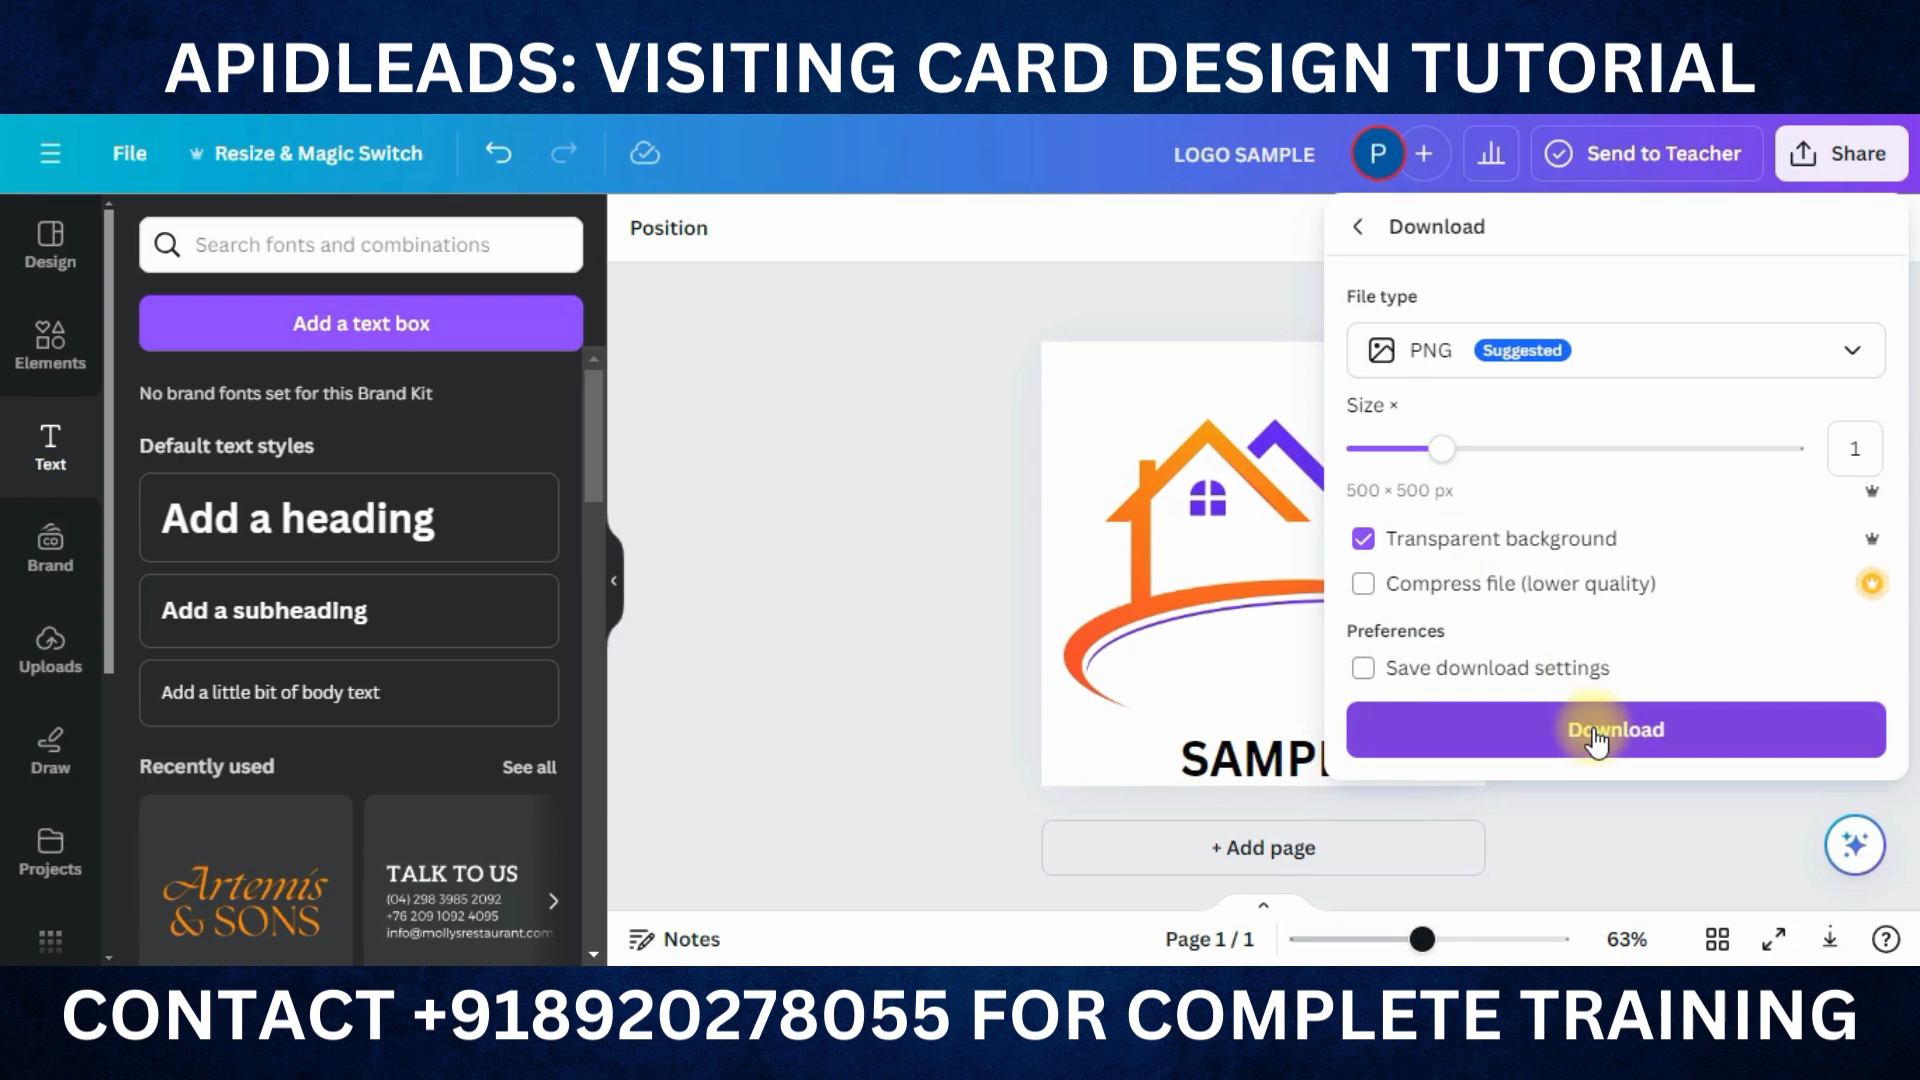 APIDLEADS: VISITING CARD DESIGN TUTORIAL
File
Resize & Magic Switch
LOGO SAMPLE
P
Send to Teacher
Share
Design
Elements
Text
Brand
Uploads
Draw
Projects
Search fonts and combinations
Add a text box
No brand fonts set for this Brand Kit
Default text styles
Add a heading
Add a subheading
Add a little bit of body text
Recently used
See all
Artemis
& SONS
TALK TO US
(04) 298 3985 2092
+76 209 1092 4095
info@mollysrestaurant.com
Position
SAMPL
+ Add page
Download
File type
PNG
Suggested
Size ×
1
500 × 500 px
Transparent background
Compress file (lower quality)
Preferences
Save download settings
Download
Notes
Page 1 / 1
63%
CONTACT +918920278055 FOR COMPLETE TRAINING